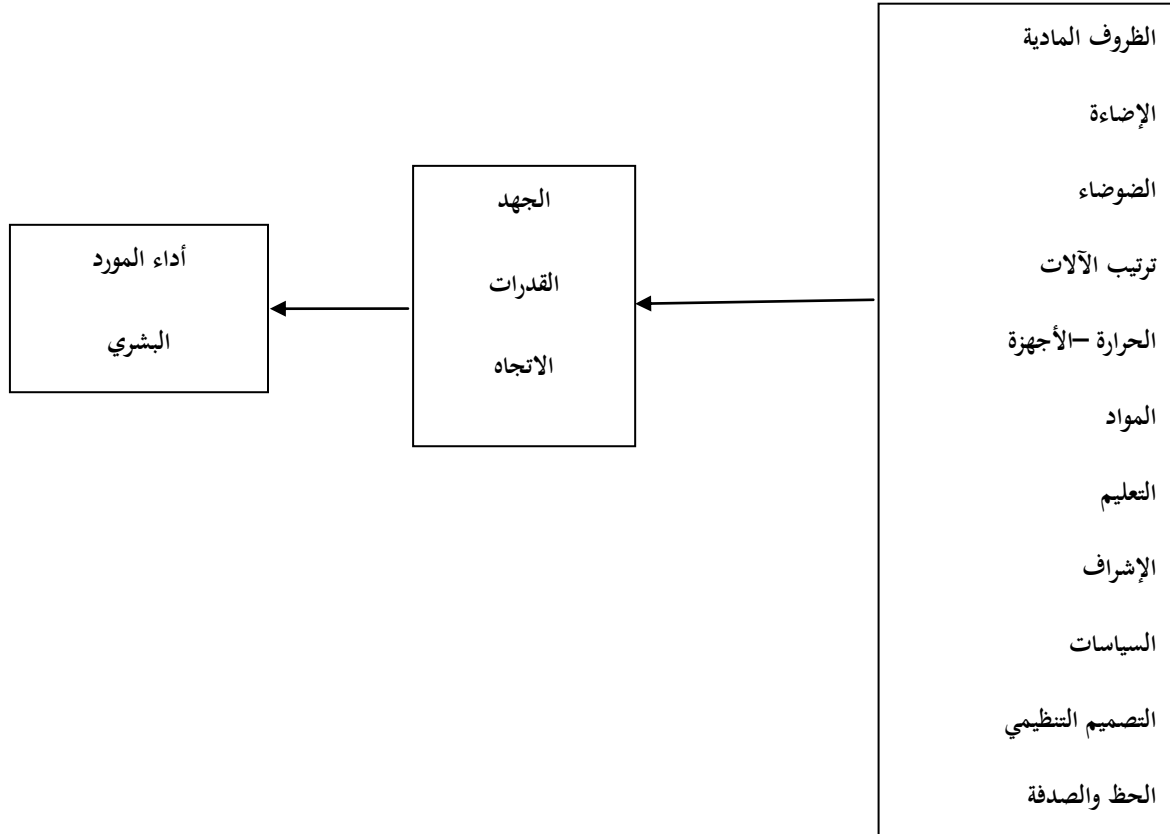 الظروف المادية
الإضاءة
الضوضاء
ترتيب الآلات
الحرارة –الأجهزة
المواد
التعليم
الإشراف
السياسات
التصميم التنظيمي
الحظ والصدفة
الجهد
القدرات
الاتجاه
أداء المورد
البشري